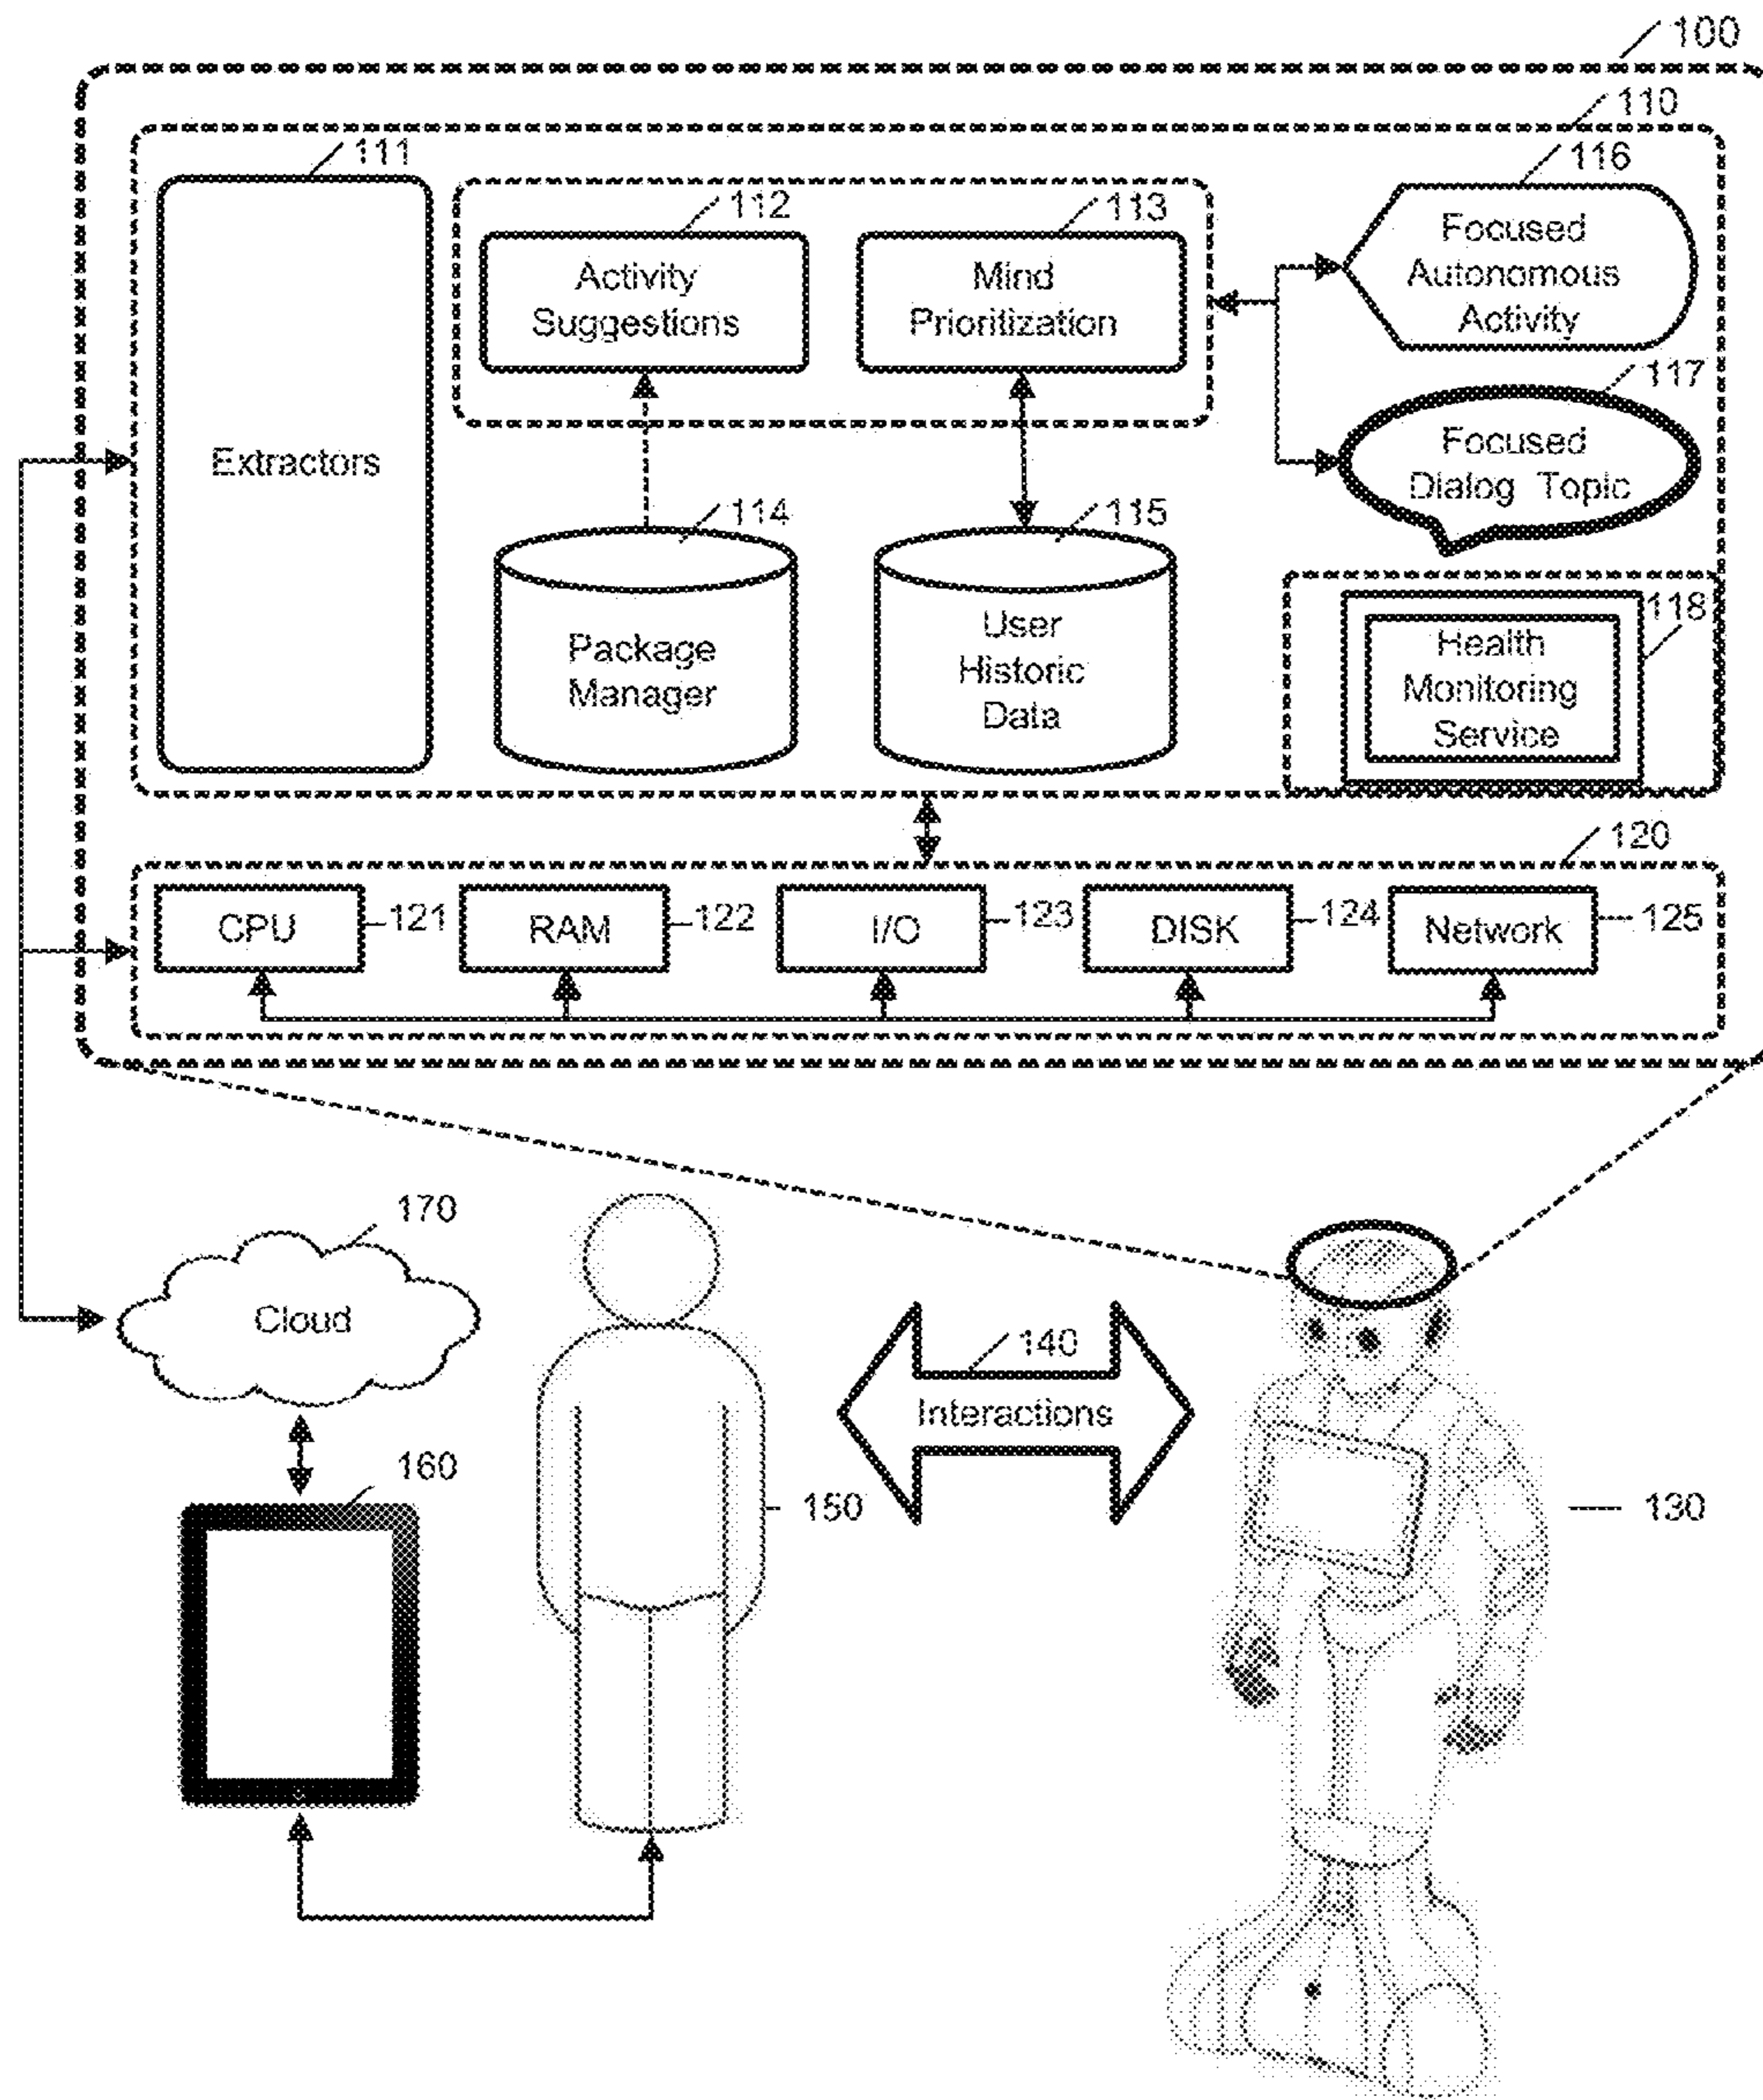 100
110
111
112
113
116
Activity
Suggestions
Mind
Prioritization
Focused
Autonomous
Activity
117
Extractors
Focused
Dialog Topic
114
115
Package
Manager
User
Historic
Data
118
Health
Monitoring
Service
120
CPU
121
RAM
122
I/O
123
DISK
124
Network
125
170
Cloud
140
Interactions
160
150
130